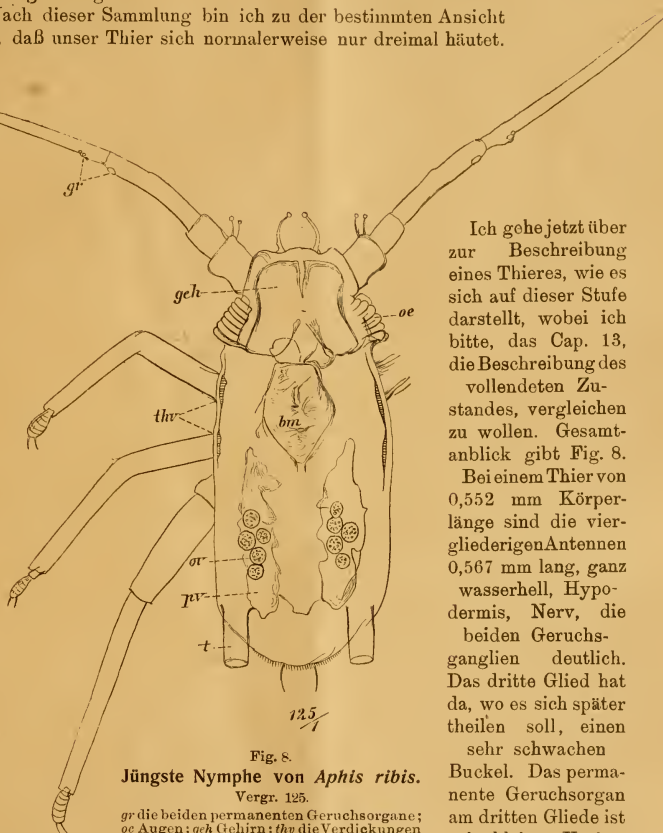 Nach dieser Sammlung bin ich zu der bestimmten Ansicht
, daß unser Thier sich normalerweise nur dreimal häutet.
gr
geh
oe
thv
bm
ov
pv
t
125/1
Fig. 8.
Jüngste Nymphe von Aphis ribis.
Vergr. 125.
gr die beiden permanenten Geruchsorgane;
oc Augen; geh Gehirn; thv die Verdickungen
Ich gehe jetzt über
zur Beschreibung
eines Thieres, wie es
sich auf dieser Stufe
darstellt, wobei ich
bitte, das Cap. 13,
die Beschreibung des
vollendeten Zu-
standes, vergleichen
zu wollen. Gesamt-
anblick gibt Fig. 8.
Bei einem Thier von
0,552 mm Körper-
länge sind die vier-
gliederigen Antennen
0,567 mm lang, ganz
wasserhell, Hypo-
dermis, Nerv, die
beiden Geruchs-
ganglien deutlich.
Das dritte Glied hat
da, wo es sich später
theilen soll, einen
sehr schwachen
Buckel. Das perma-
nente Geruchsorgan
am dritten Gliede ist